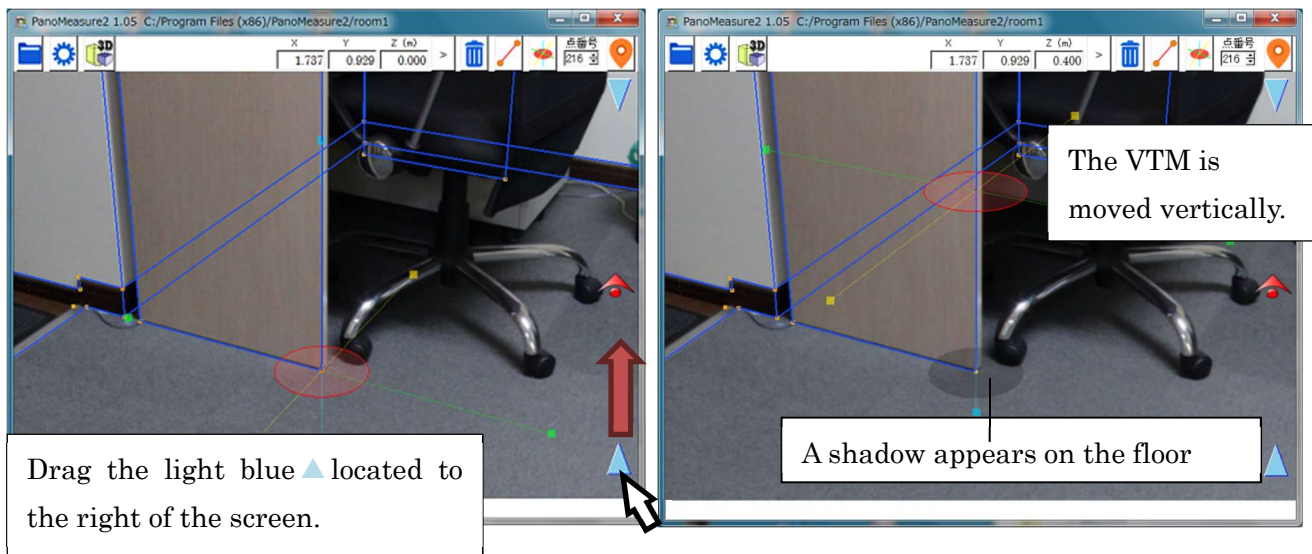 PanoMeasure2 1.05 C:/Program Files (x86)/PanoMeasure2/room1
3D
X Y Z (m)
1.737 0.929 0.000 >
点番号
216
Drag the light blue ▲ located to
the right of the screen.
PanoMeasure2 1.05 C:/Program Files (x86)/PanoMeasure2/room1
3D
X Y Z (m)
1.737 0.929 0.400 >
点番号
216
The VTM is
moved vertically.
A shadow appears on the floor